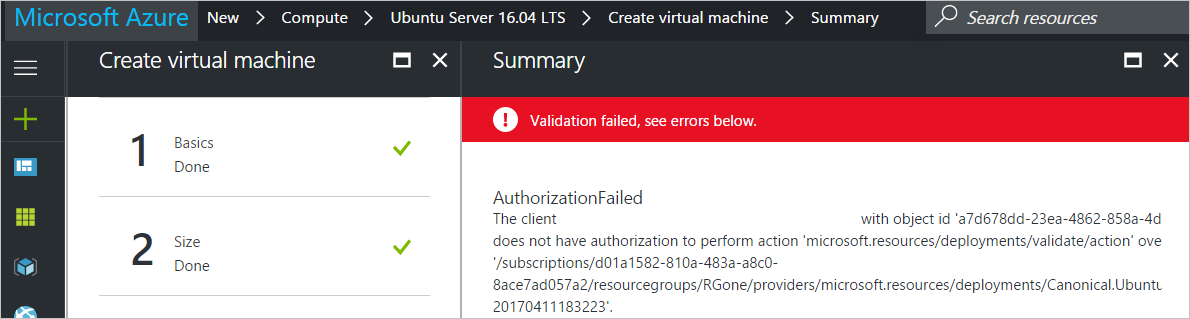 Microsoft Azure New > Compute > Ubuntu Server 16.04 LTS > Create virtual machine > Summary Search resources
Create virtual machine
Summary
Validation failed, see errors below.
1 Basics
Done
2 Size
Done
AuthorizationFailed
The client with object id 'a7d678dd-23ea-4862-858a-4d
does not have authorization to perform action 'microsoft.resources/deployments/validate/action' ove
'/subscriptions/d01a1582-810a-483a-a8c0-
8ace7ad057a2/resourcegroups/RGone/providers/microsoft.resources/deployments/Canonical.Ubuntu
20170411183223'.